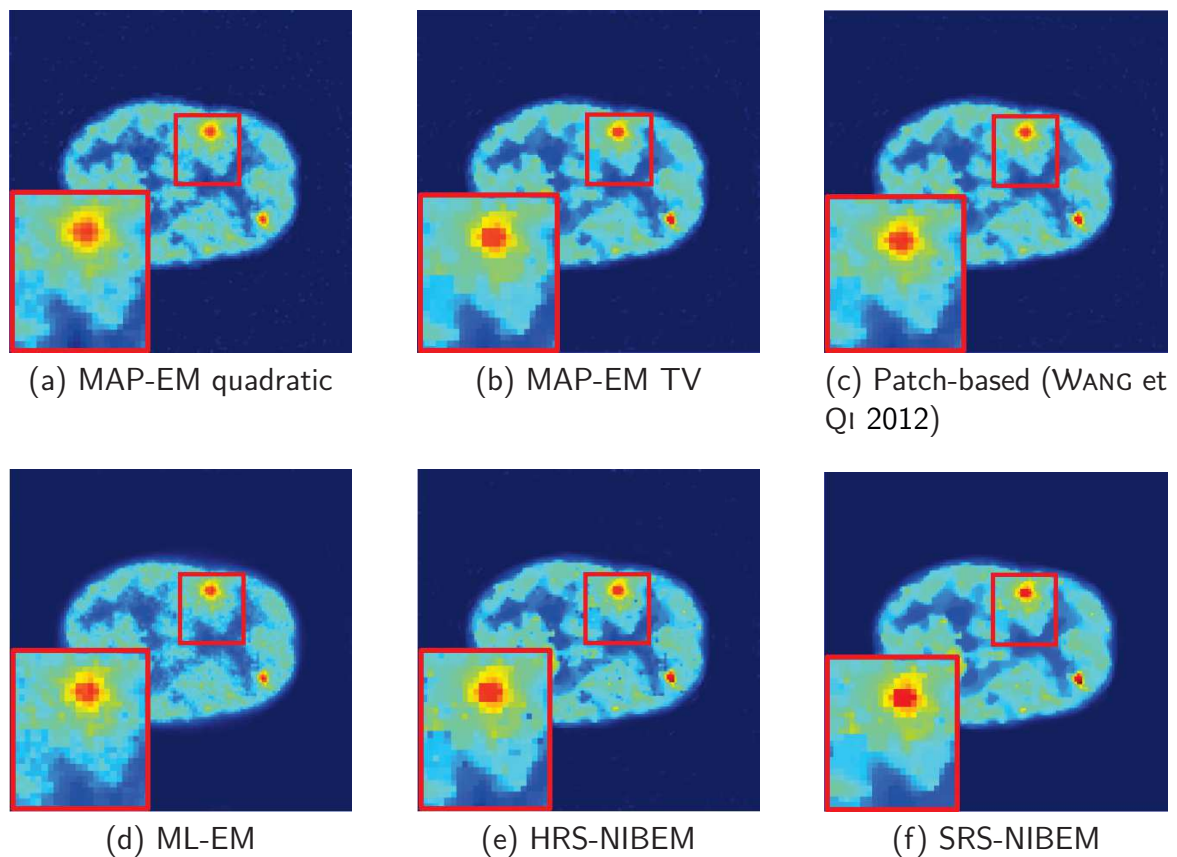 (a) MAP-EM quadratic
(b) MAP-EM TV
(c) Patch-based (WANG et
QI 2012)
(d) ML-EM
(e) HRS-NIBEM
(f) SRS-NIBEM